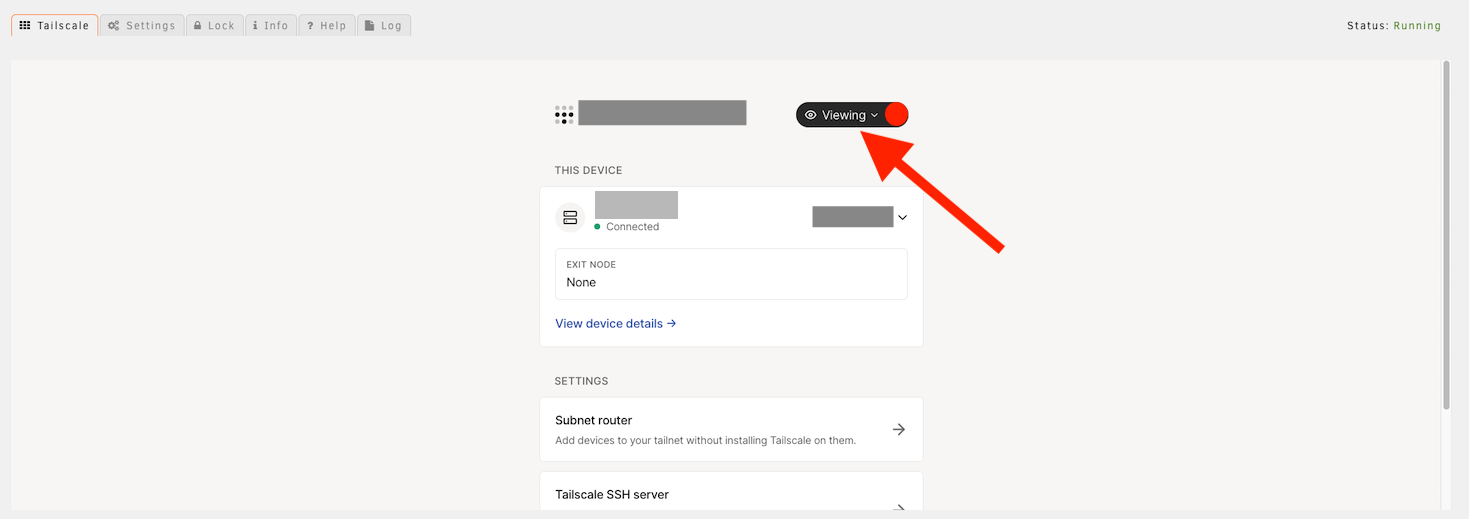 Tailscale Settings Lock Info Help Log Status: Running
Viewing
THIS DEVICE
Connected
EXIT NODE
None
View device details →
SETTINGS
Subnet router
Add devices to your tailnet without installing Tailscale on them.
Tailscale SSH server